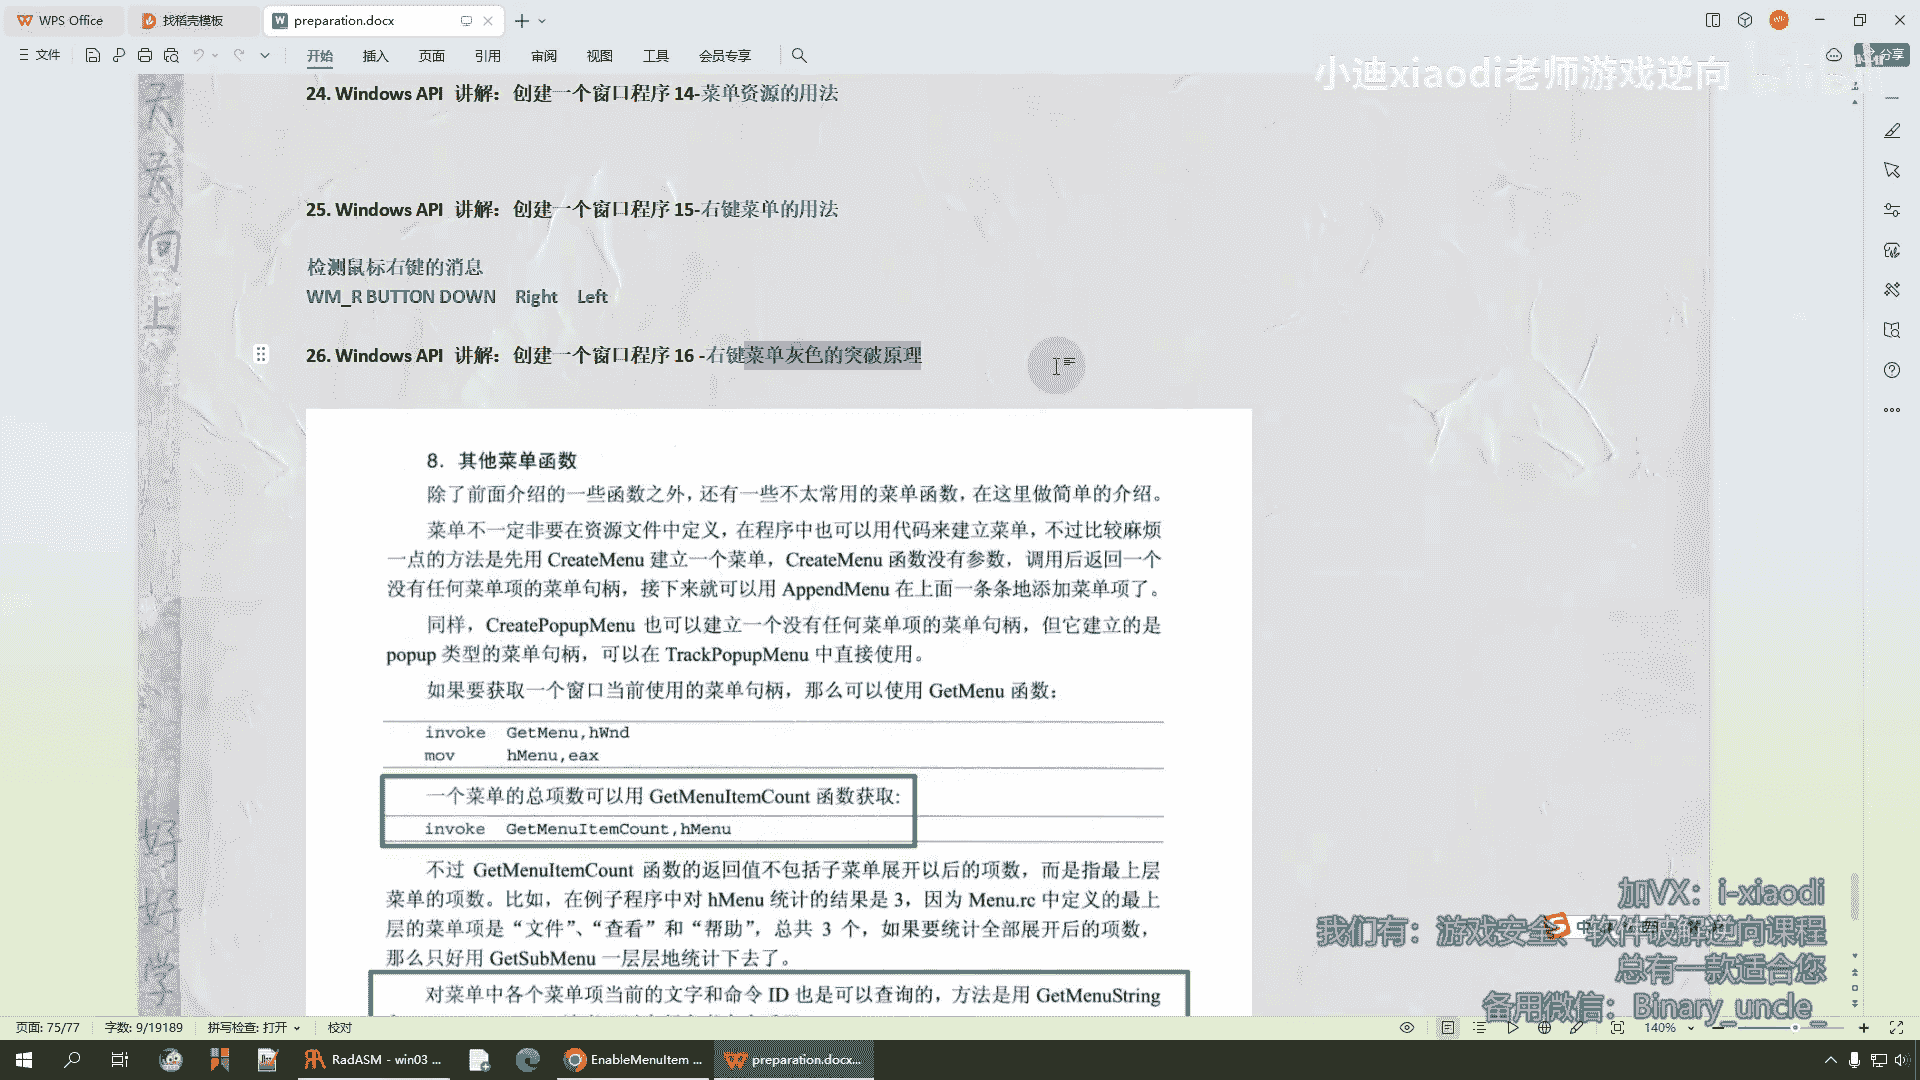 WPS Office
找稻壳模板
preparation.docx
文件
开始
插入
页面
引用
审阅
视图
工具
会员专享
分享
小迪xiaodi老师游戏逆向
24. Windows API 讲解：创建一个窗口程序 14-菜单资源的用法
25. Windows API 讲解：创建一个窗口程序 15-右键菜单的用法
检测鼠标右键的消息
WM_R BUTTON DOWN Right Left
26. Windows API 讲解：创建一个窗口程序 16 -右键菜单灰色的突破原理
8．其他菜单函数
除了前面介绍的一些函数之外，还有一些不太常用的菜单函数，在这里做简单的介绍。
菜单不一定非要在资源文件中定义，在程序中也可以用代码来建立菜单，不过比较麻烦
一点的方法是先用 CreateMenu 建立一个菜单，CreateMenu 函数没有参数，调用后返回一个
没有任何菜单项的菜单句柄，接下来就可以用 AppendMenu 在上面一条条地添加菜单项了。
同样，CreatePopupMenu 也可以建立一个没有任何菜单项的菜单句柄，但它建立的是
popup 类型的菜单句柄，可以在 TrackPopupMenu 中直接使用。
如果要获取一个窗口当前使用的菜单句柄，那么可以使用 GetMenu 函数：
invoke GetMenu,hWnd
mov hMenu,eax
一个菜单的总项数可以用 GetMenuItemCount 函数获取:
invoke GetMenuItemCount,hMenu
不过 GetMenuItemCount 函数的返回值不包括子菜单展开以后的项数，而是指最上层
菜单的项数。比如，在例子程序中对 hMenu 统计的结果是 3，因为 Menu.rc 中定义的最上
层的菜单项是“文件”、“查看”和“帮助”，总共 3 个，如果要统计全部展开后的项数，
那么只好用 GetSubMenu 一层层地统计下去了。
对菜单中各个菜单项当前的文字和命令 ID 也是可以查询的，方法是用 GetMenuString
天
天
向
上
好
好
学
加VX：i-xiaodi
我们有：游戏安全、软件破解逆向课程
总有一款适合您
备用微信：Binary_uncle_
页面: 75/77
字数: 9/19189
拼写检查: 打开
校对
140%
RadASM - win03 ...
EnableMenuItem ...
preparation.docx...